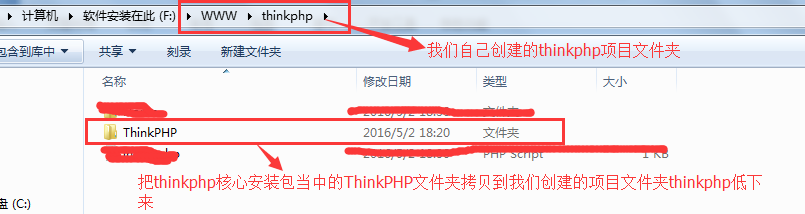 计算机 ▸ 软件安装在此 (F:) ▸ WWW ▸ thinkphp ▸
包含到库中 共享 刻录 新建文件夹
我们自己创建的thinkphp项目文件夹
名称 修改日期 类型 大小
文件夹
ThinkPHP 2016/5/2 18:20 文件夹
PHP Script 1 KB
把thinkphp核心安装包当中的ThinkPHP文件夹拷贝到我们创建的项目文件夹thinkphp低下
来
盘 (C:)